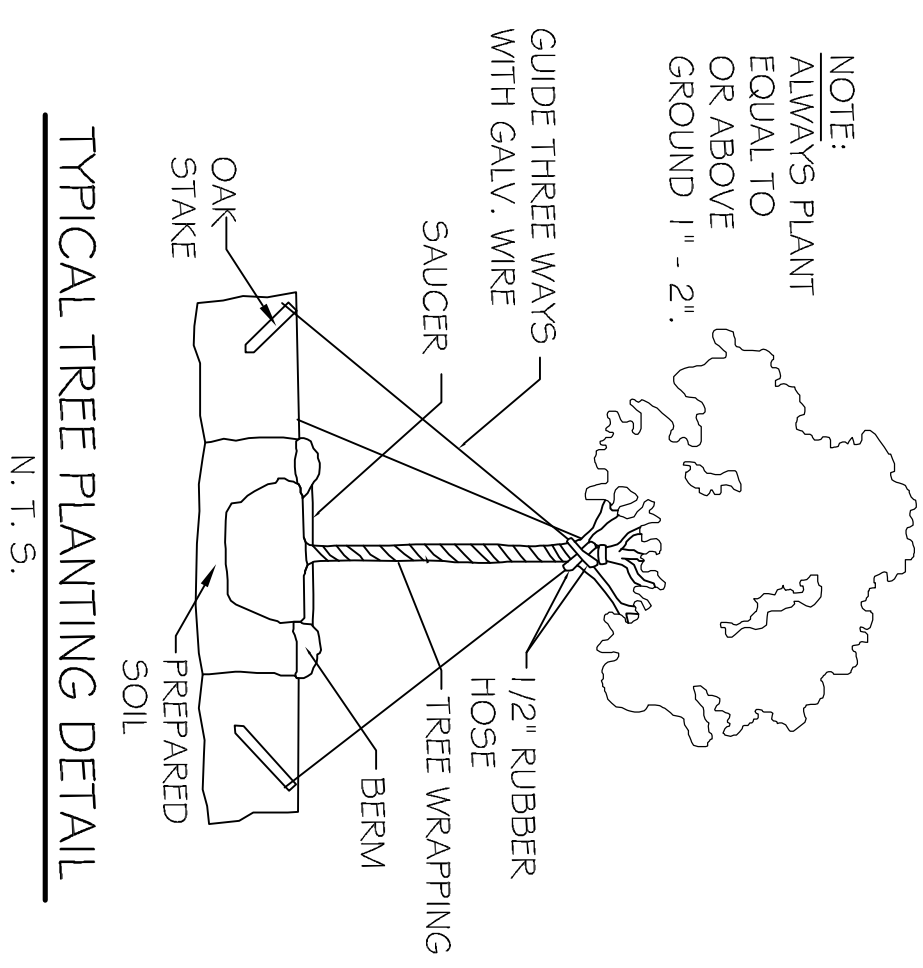 NOTE:
ALWAYS PLANT
EQUAL TO
OR ABOVE
GROUND 1" - 2".
GUIDE THREE WAYS
WITH GALV. WIRE
SAUCER
OAK
STAKE
1/2" RUBBER
HOSE
TREE WRAPPING
BERM
PREPARED
SOIL
TYPICAL TREE PLANTING DETAIL
N. T. S.